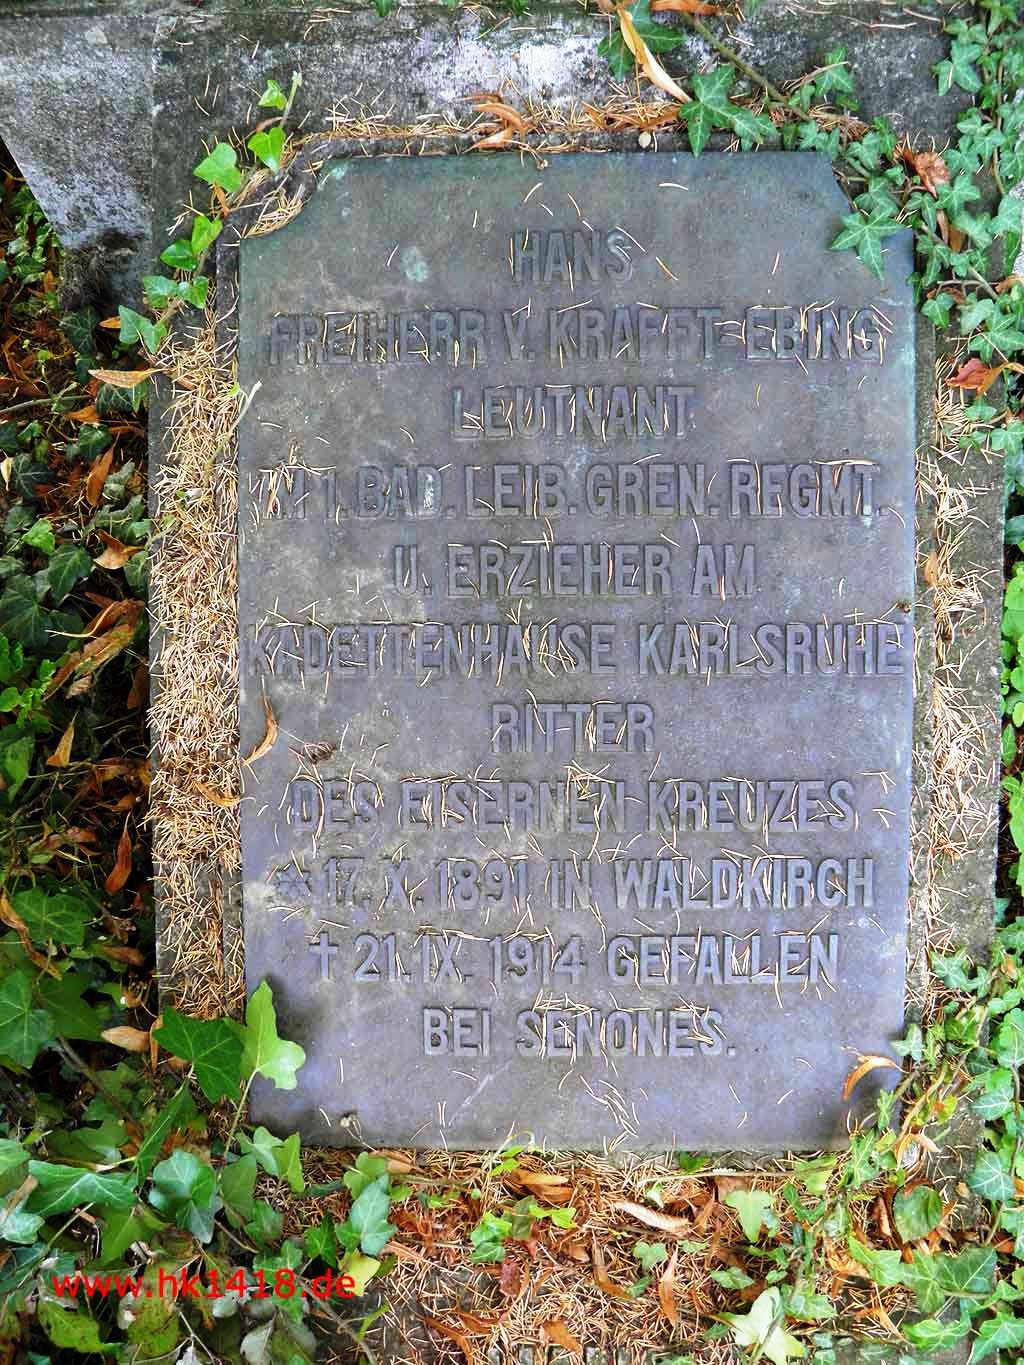 HANS
FREIHERR V. KRAFFT-EBING
LEUTNANT
IM 1. BAD. LEIB. GREN. REGMT.
U. ERZIEHER AM
KADETTENHAUSE KARLSRUHE
RITTER
DES EISERNEN KREUZES
* 17. X. 1891 IN WALDKIRCH
† 21. IX. 1914 GEFALLEN
BEI SENONES.
www.hk1418.de